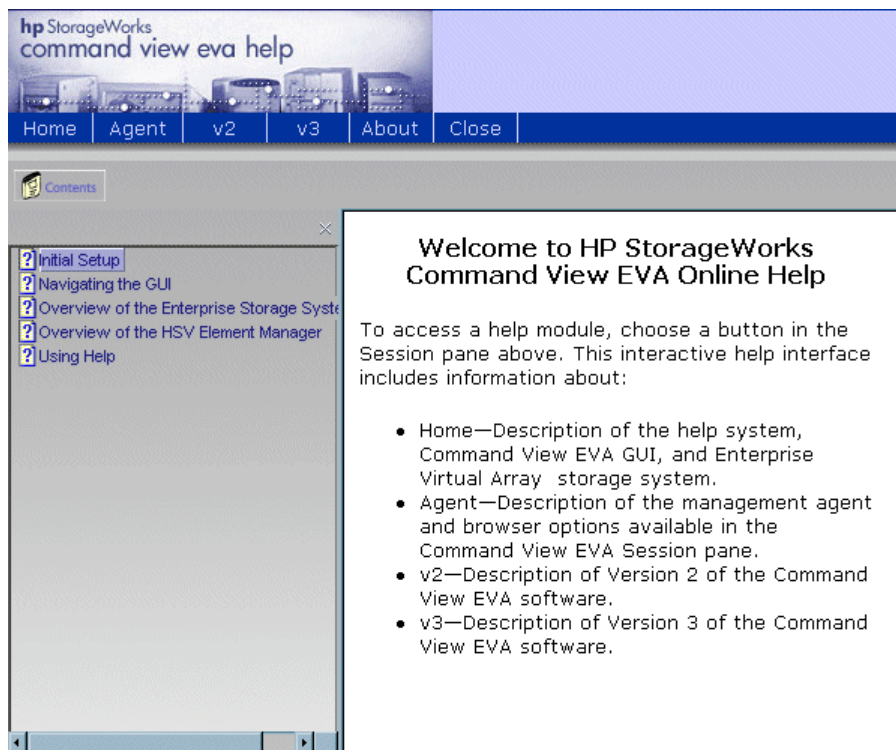 hp StorageWorks
command view eva help
Home Agent v2 v3 About Close
Contents
Initial Setup
Navigating the GUI
Overview of the Enterprise Storage Syste
Overview of the HSV Element Manager
Using Help
Welcome to HP StorageWorks
Command View EVA Online Help
To access a help module, choose a button in the
Session pane above. This interactive help interface
includes information about:
• Home—Description of the help system,
Command View EVA GUI, and Enterprise
Virtual Array storage system.
• Agent—Description of the management agent
and browser options available in the
Command View EVA Session pane.
• v2—Description of Version 2 of the Command
View EVA software.
• v3—Description of Version 3 of the Command
View EVA software.